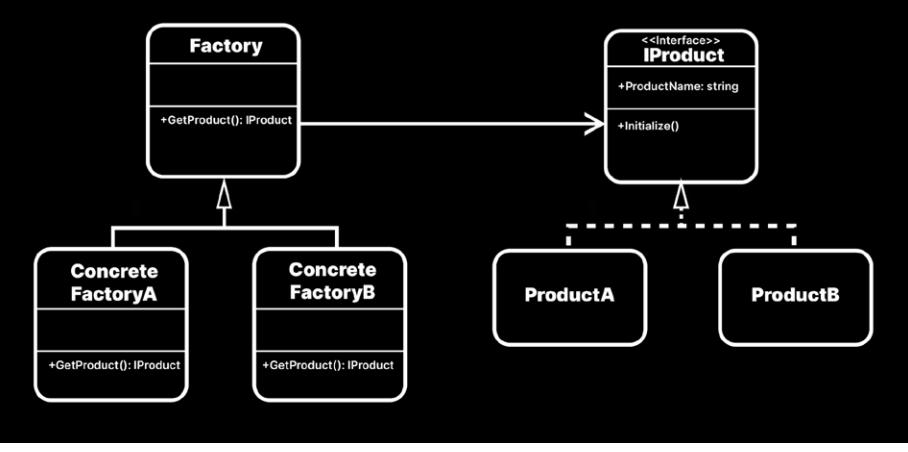 Factory
+GetProduct(): IProduct
<<Interface>>
IProduct
+ProductName: string
+Initialize()
Concrete
FactoryA
+GetProduct(): IProduct
Concrete
FactoryB
+GetProduct(): IProduct
ProductA
ProductB